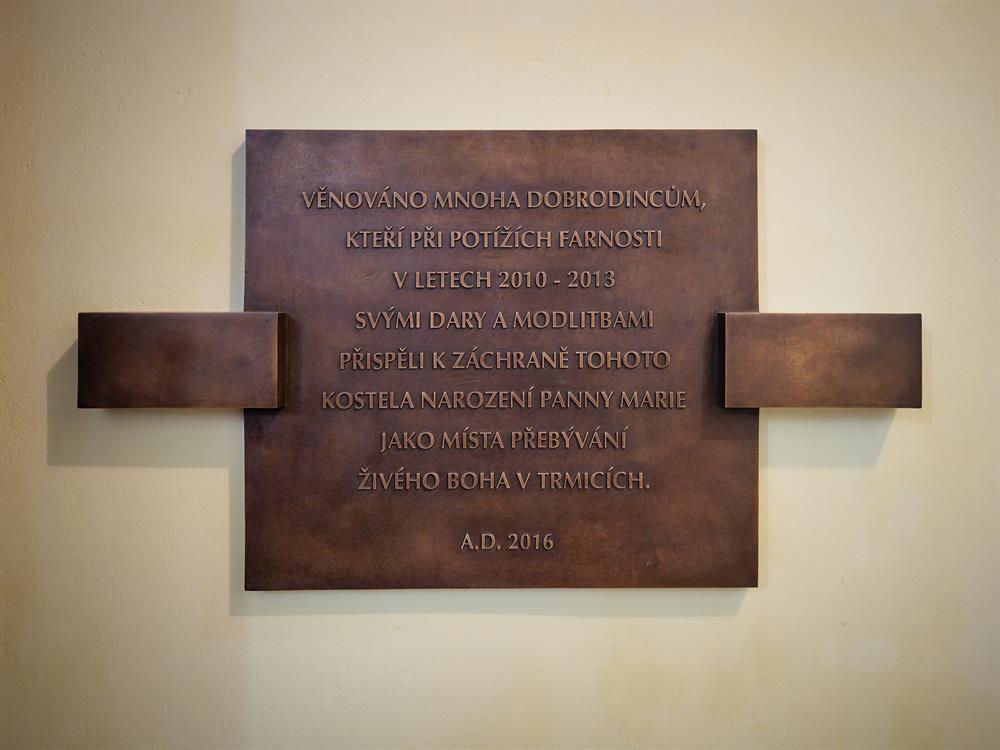 VĚNOVÁNO MNOHA DOBRODINCŮM,
KTEŘÍ PŘI POTÍŽÍCH FARNOSTI
V LETECH 2010 - 2013
SVÝMI DARY A MODLITBAMI
PŘISPĚLI K ZÁCHRANĚ TOHOTO
KOSTELA NAROZENÍ PANNY MARIE
JAKO MÍSTA PŘEBÝVÁNÍ
ŽIVÉHO BOHA V TRMICÍCH.
A.D. 2016